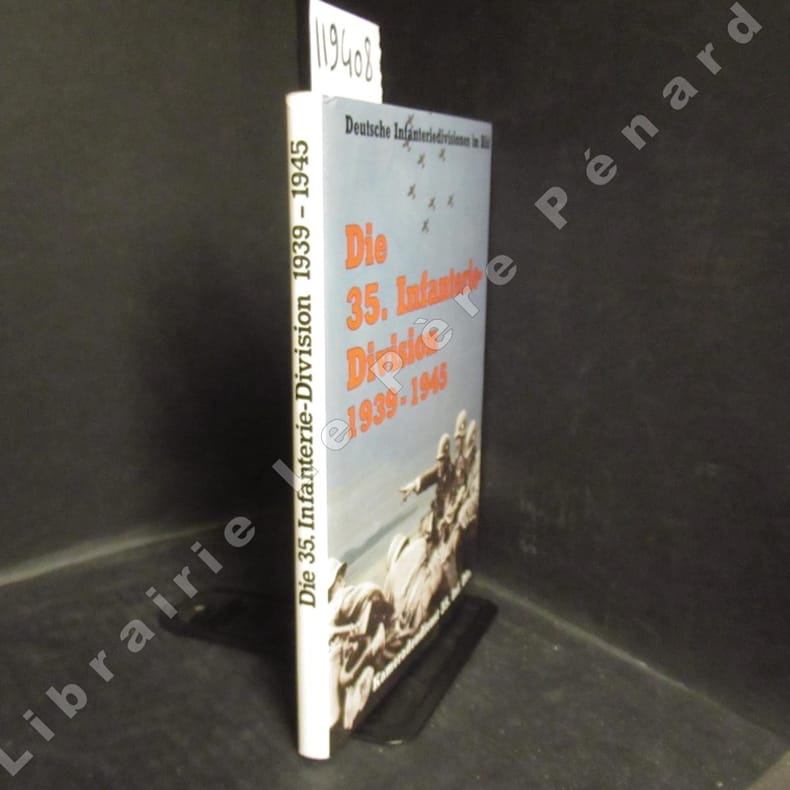 119408
Deutsche Infanteriedivisionen im Bild
Die
35. Infanterie-
Division
1939-1945
Die 35. Infanterie-Division 1939-1945
Librairie Le Père Pénard